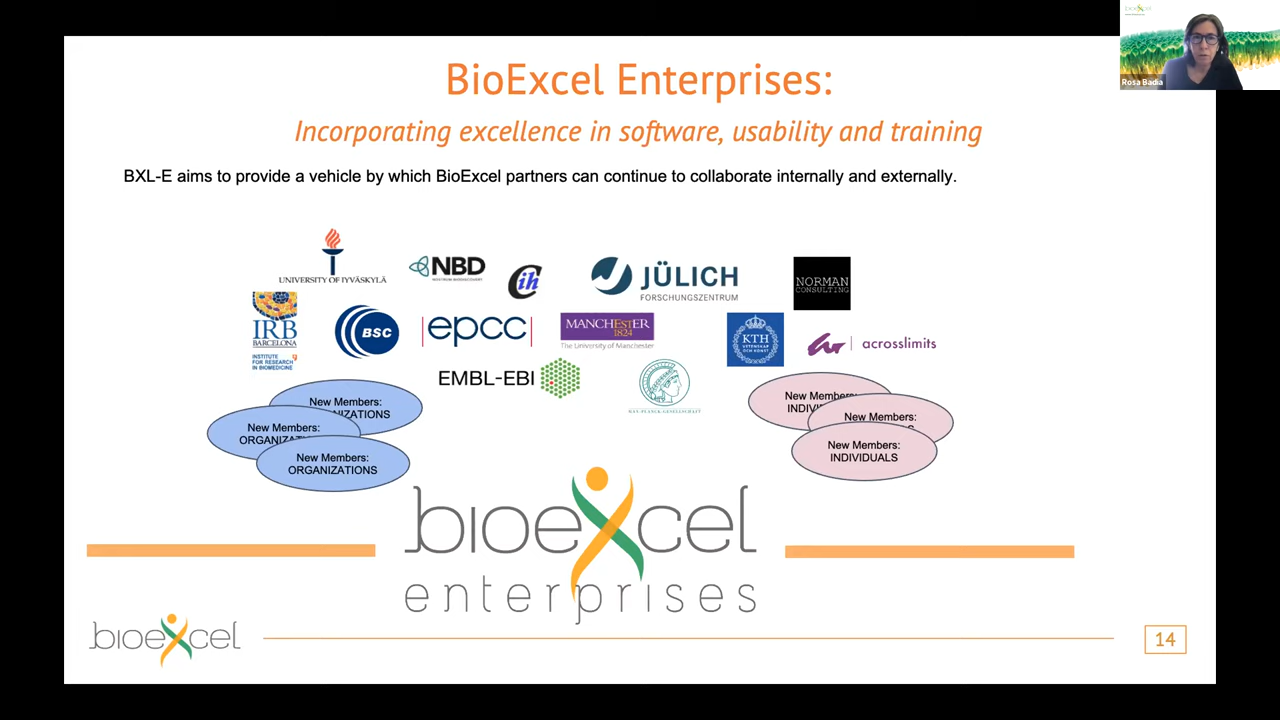 BioExcel Enterprises:
Incorporating excellence in software, usability and training
BXL-E aims to provide a vehicle by which BioExcel partners can continue to collaborate internally and externally.
Rosa Badia
UNIVERSITY OF JYVÄSKYLÄ
NBD
Cih
JÜLICH
FORSCHUNGSZENTRUM
NORMAN
CONSULTING
IRB
BARCELONA
INSTITUTE
FOR RESEARCH
IN BIOMEDICINE
BSC
epcc
MANCHESTER
1824
The University of Manchester
KTH
VETENSKAP
OCH KONST
acrosslimits
EMBL-EBI
MAX-PLANCK-GESELLSCHAFT
New Members:
New Members:
New Members:
ORGANIZATIONS
New Members:
New Members:
New Members:
INDIVIDUALS
bioexcel
enterprises
bioexcel
14